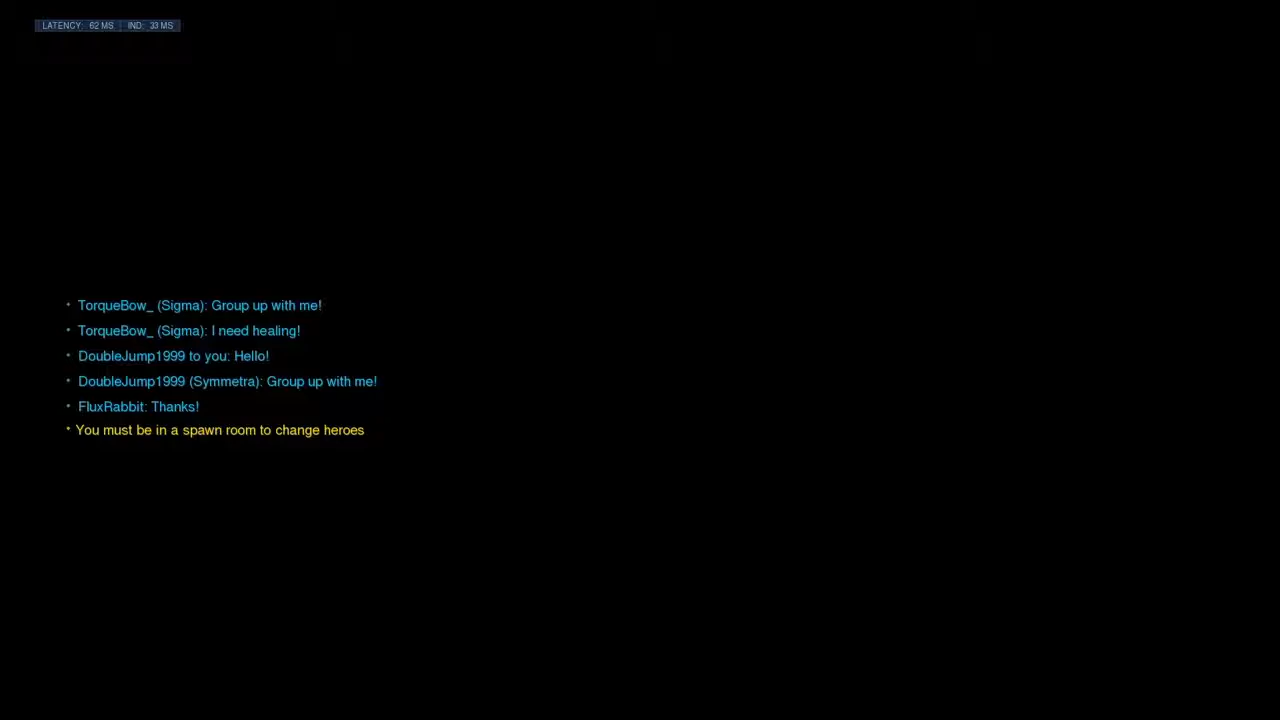 LATENCY: 62 MS IND: 33 MS
* TorqueBow_ (Sigma): Group up with me!
* TorqueBow_ (Sigma): I need healing!
* DoubleJump1999 to you: Hello!
* DoubleJump1999 (Symmetra): Group up with me!
* FluxRabbit: Thanks!
* You must be in a spawn room to change heroes